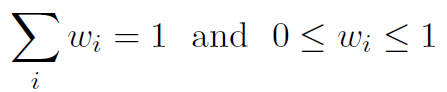 ∑_i w_i = 1 and 0 ≤ w_i ≤ 1